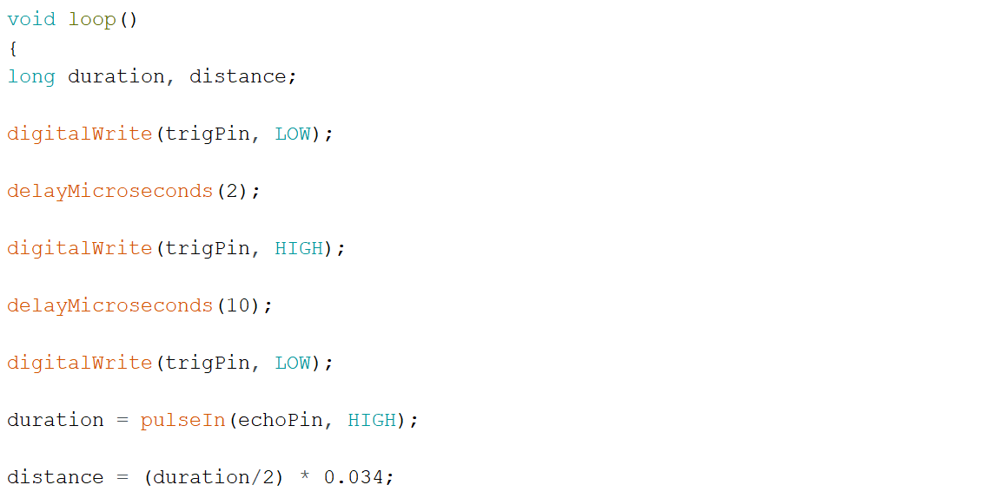 void loop()
{
long duration, distance;
digitalWrite(trigPin, LOW);
delayMicroseconds(2);
digitalWrite(trigPin, HIGH);
delayMicroseconds(10);
digitalWrite(trigPin, LOW);
duration = pulseIn(echoPin, HIGH);
distance = (duration/2) * 0.034;